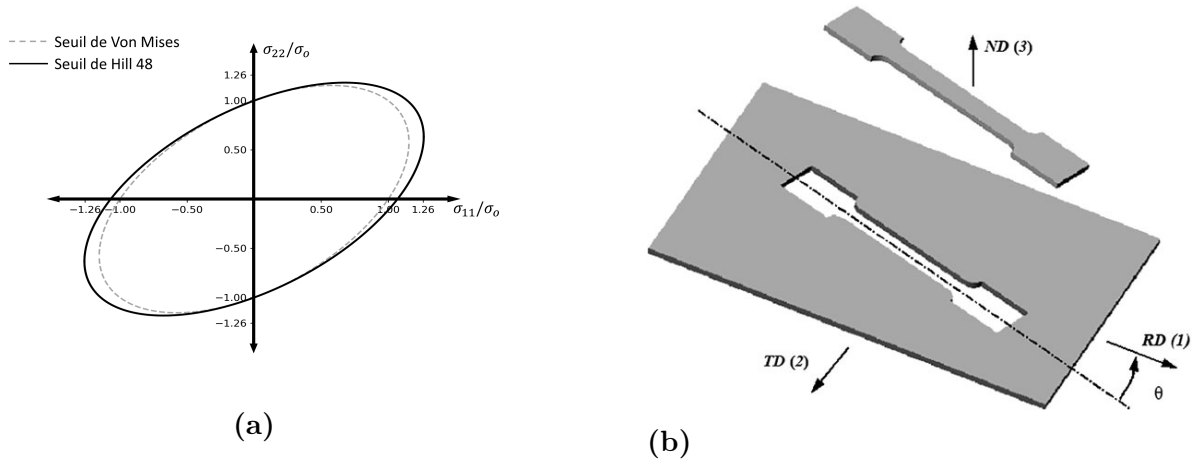 Seuil de Von Mises
Seuil de Hill 48
σ₂₂/σₒ
1.26
1.00
0.50
−1.26 −1.00 −0.50 0.50 1.00 1.26
σ₁₁/σₒ
−0.50
−1.00
−1.26
(a)
ND (3)
RD (1)
TD (2)
θ
(b)